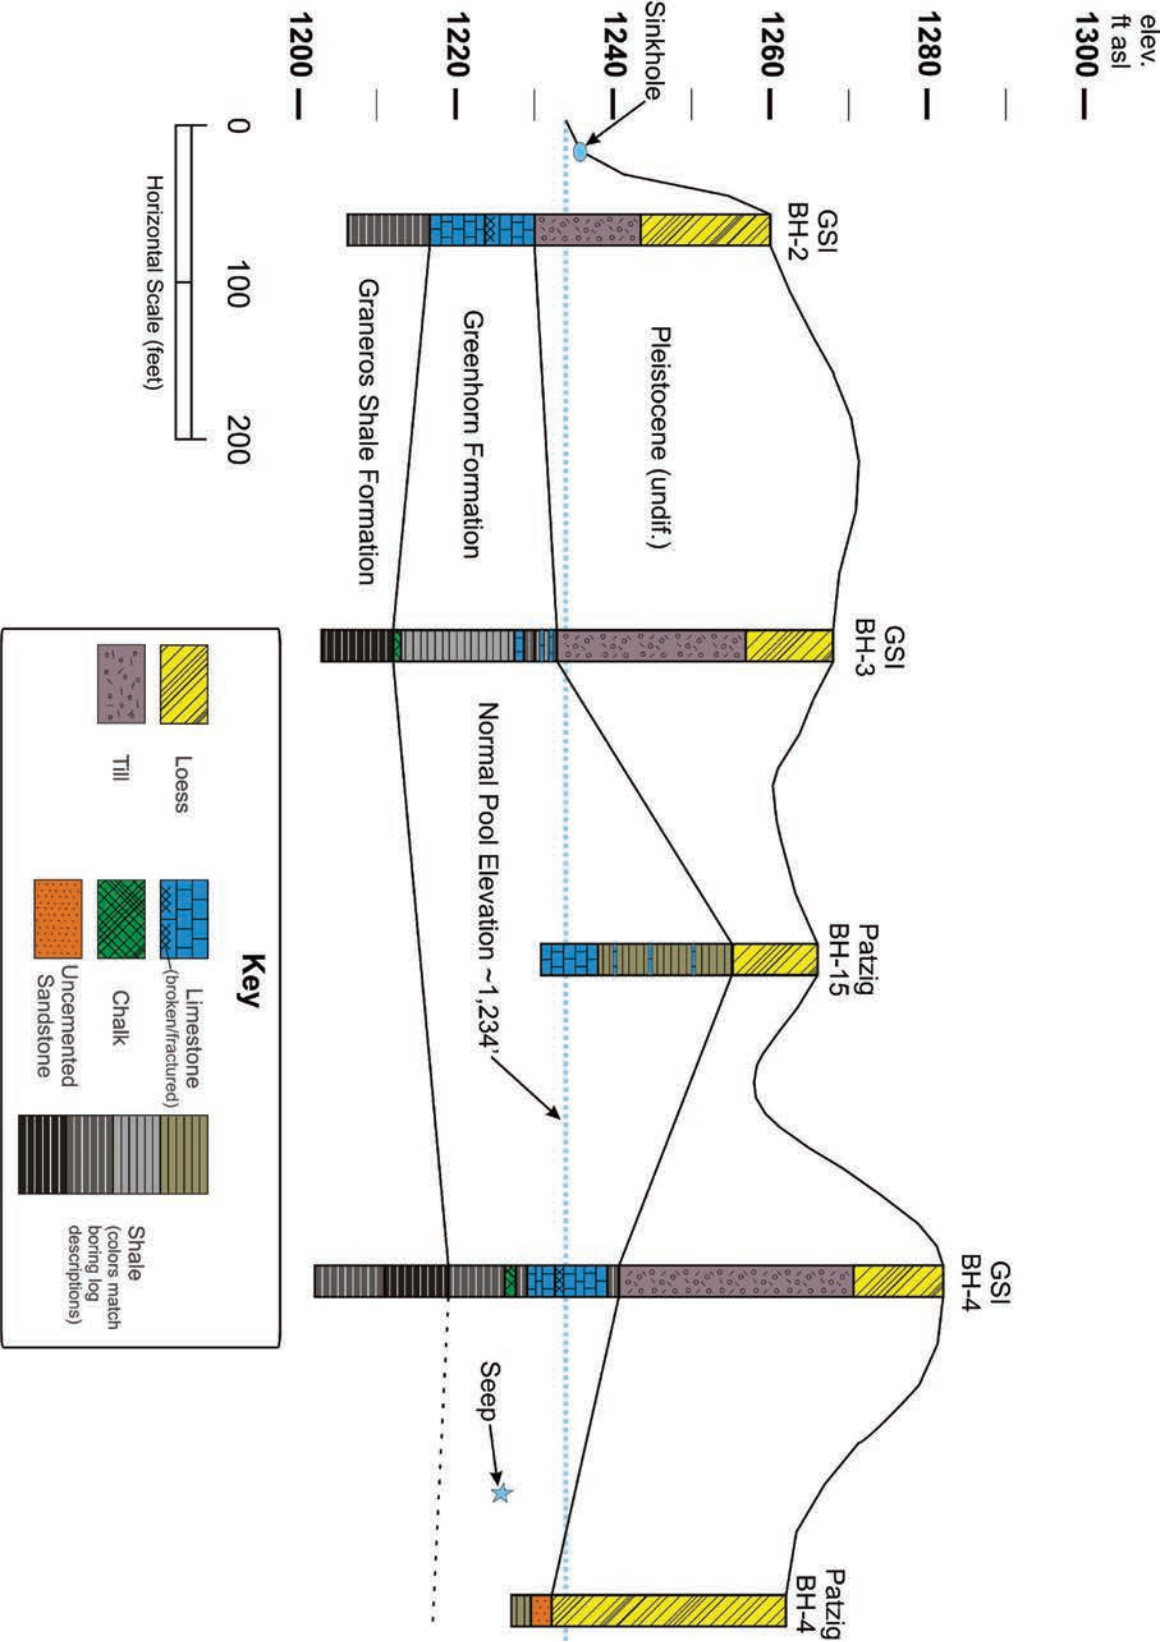 elev.
ft asl
1300
1280
1260
1240
1220
1200
Sinkhole
GSI
BH-2
GSI
BH-3
Patzig
BH-15
GSI
BH-4
Patzig
BH-4
Pleistocene (undif.)
Greenhorn Formation
Graneros Shale Formation
Normal Pool Elevation ~1,234'
Seep
0
100
200
Horizontal Scale (feet)
Key
Loess
Till
Limestone
(broken/fractured)
Chalk
Uncemented
Sandstone
Shale
(colors match
boring log
descriptions)